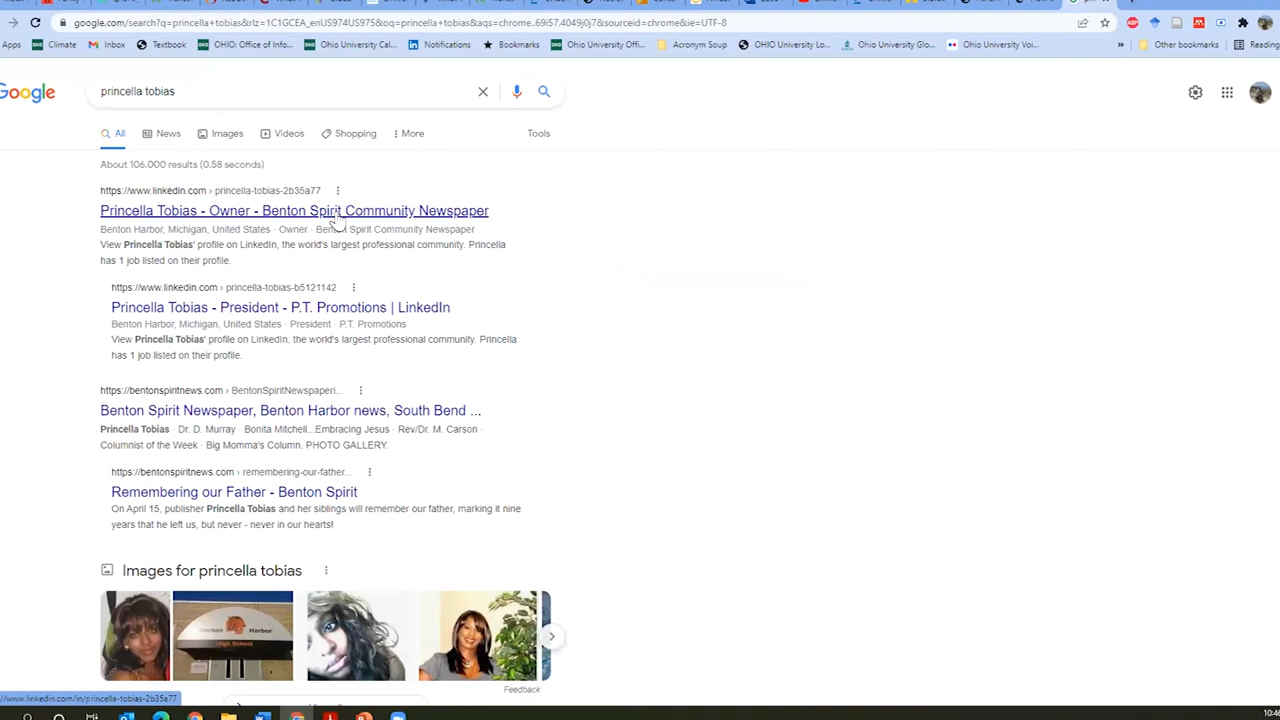 google.com/search?q=princella+tobias&rlz=1C1GCEA_enUS974US975&oq=princella+tobias&aqs=chrome..69i57.4049j0j7&sourceid=chrome&ie=UTF-8
Apps Climate Inbox Textbook OHIO: Office of Info... Ohio University Cal... Notifications Bookmarks Ohio University Offi... Acronym Soup OHIO University Lo... Ohio University Glo... Ohio University Voi... » Other bookmarks Reading
Google princella tobias
All News Images Videos Shopping More Tools
About 106,000 results (0.58 seconds)
https://www.linkedin.com › princella-tobias-2b35a77
Princella Tobias - Owner - Benton Spirit Community Newspaper
Benton Harbor, Michigan, United States · Owner · Benton Spirit Community Newspaper
View Princella Tobias' profile on LinkedIn, the world's largest professional community. Princella
has 1 job listed on their profile.
https://www.linkedin.com › princella-tobias-b5121142
Princella Tobias - President - P.T. Promotions | LinkedIn
Benton Harbor, Michigan, United States · President · P.T. Promotions
View Princella Tobias' profile on LinkedIn, the world's largest professional community. Princella
has 1 job listed on their profile.
https://bentonspiritnews.com › BentonSpiritNewspaperi...
Benton Spirit Newspaper, Benton Harbor news, South Bend ...
Princella Tobias · Dr. D. Murray · Bonita Mitchell...Embracing Jesus · Rev/Dr. M. Carson ·
Columnist of the Week · Big Momma's Column. PHOTO GALLERY.
https://bentonspiritnews.com › remembering-our-father...
Remembering our Father - Benton Spirit
On April 15, publisher Princella Tobias and her siblings will remember our father, marking it nine
years that he left us, but never - never in our hearts!
Images for princella tobias
Benton Harbor
High School
Feedback
//www.linkedin.com/in/princella-tobias-2b35a77